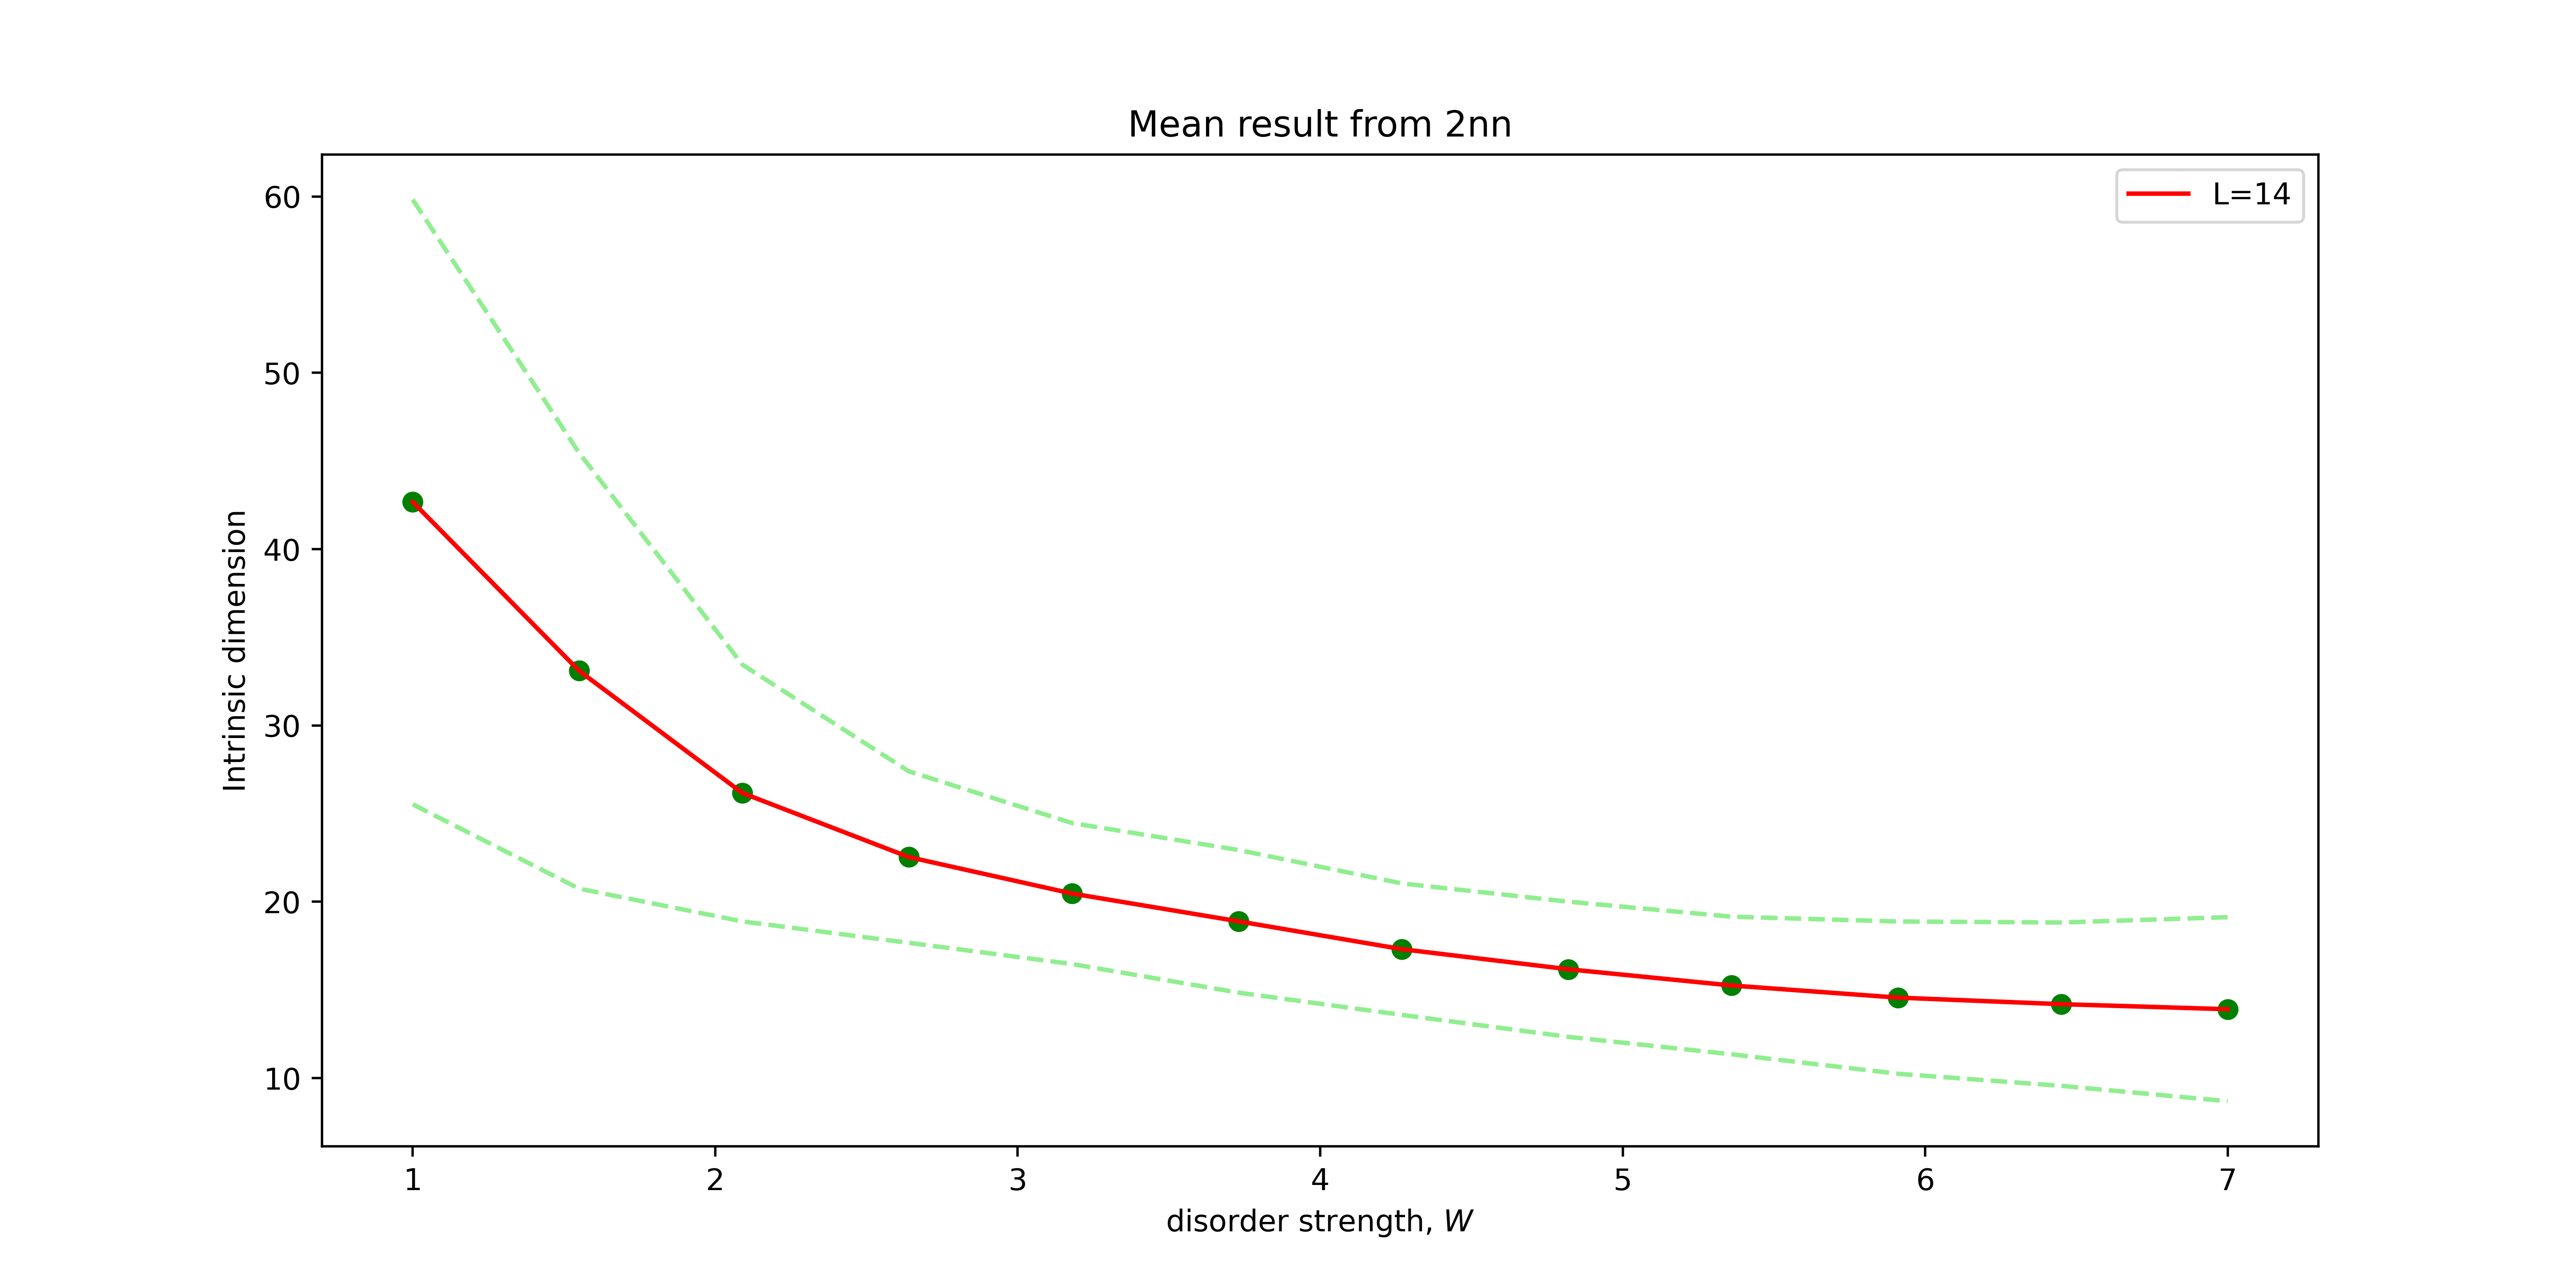 Mean result from 2nn
L=14
60
50
40
30
20
10
Intrinsic dimension
1 2 3 4 5 6 7
disorder strength, W